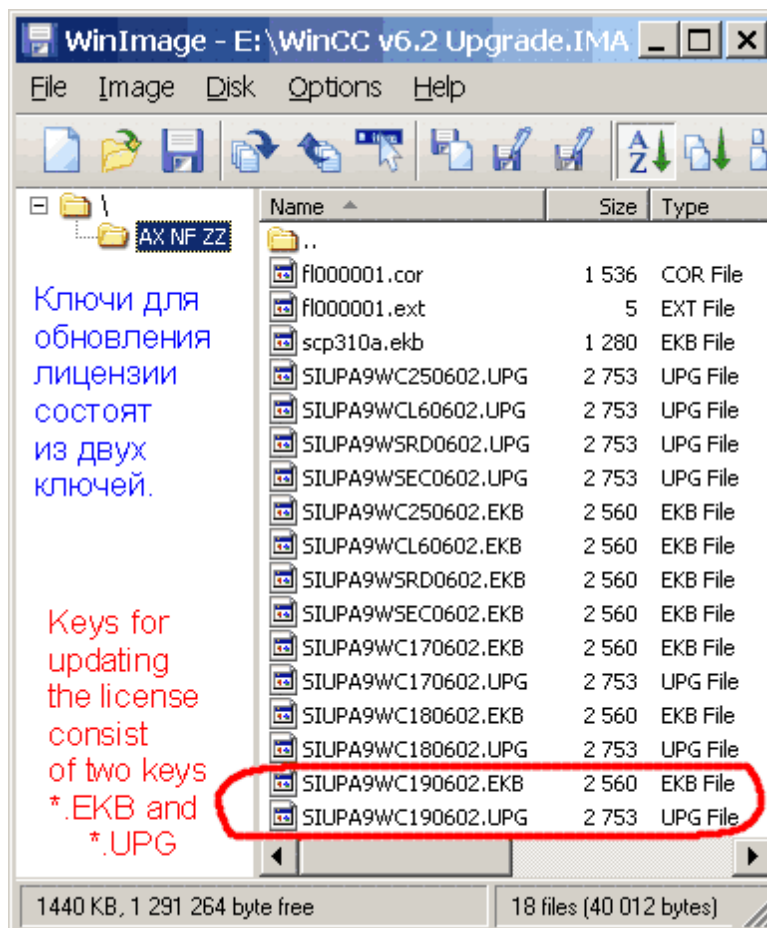 WinImage - E:\WinCC v6.2 Upgrade.IMA
File Image Disk Options Help
\
AX NF ZZ
Ключи для
обновления
лицензии
состоят
из двух
ключей.
Keys for
updating
the license
consist
of two keys
*.EKB and
*.UPG
Name Size Type
..
fl000001.cor 1 536 COR File
fl000001.ext 5 EXT File
scp310a.ekb 1 280 EKB File
SIUPA9WC250602.UPG 2 753 UPG File
SIUPA9WCL60602.UPG 2 753 UPG File
SIUPA9WSRD0602.UPG 2 753 UPG File
SIUPA9WSEC0602.UPG 2 753 UPG File
SIUPA9WC250602.EKB 2 560 EKB File
SIUPA9WCL60602.EKB 2 560 EKB File
SIUPA9WSRD0602.EKB 2 560 EKB File
SIUPA9WSEC0602.EKB 2 560 EKB File
SIUPA9WC170602.EKB 2 560 EKB File
SIUPA9WC170602.UPG 2 753 UPG File
SIUPA9WC180602.EKB 2 560 EKB File
SIUPA9WC180602.UPG 2 753 UPG File
SIUPA9WC190602.EKB 2 560 EKB File
SIUPA9WC190602.UPG 2 753 UPG File
1440 KB, 1 291 264 byte free
18 files (40 012 bytes)